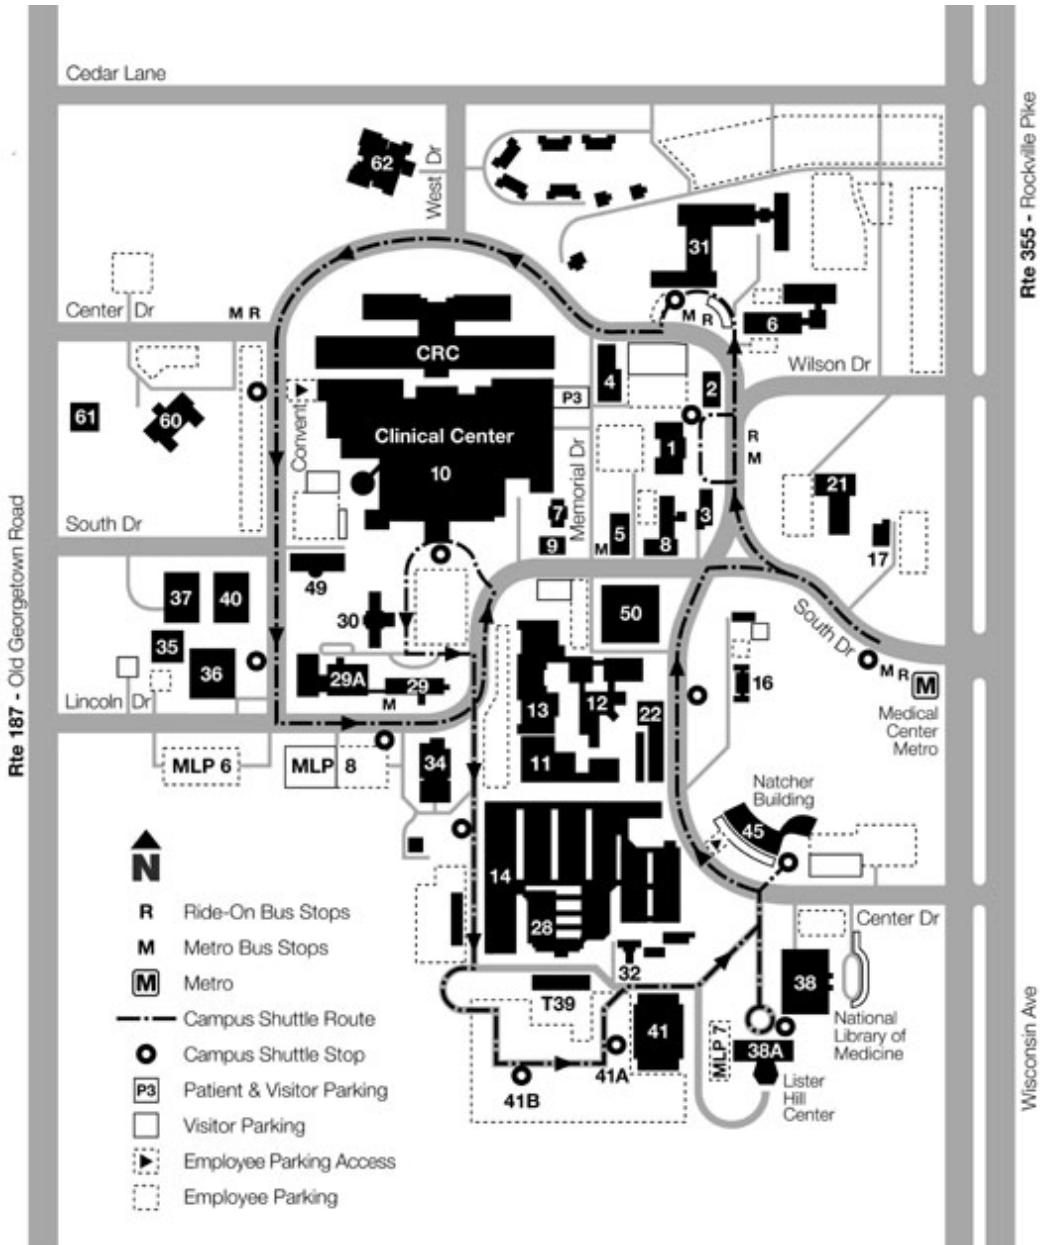 Cedar Lane
62
West Dr
31
Rte 355 - Rockville Pike
Center Dr
M R
M
R
6
CRC
4
2
Wilson Dr
P3
61
60
Convent
Clinical Center
10
1
R
M
Memorial Dr
21
South Dr
7
5
3
9
M
8
17
49
37
40
30
50
South Dr
35
36
29A
29
M
13
12
22
16
M R
M
Medical
Center
Metro
Lincoln Dr
Rte 187 - Old Georgetown Road
MLP 6
MLP 8
34
11
Natcher
Building
45
14
28
Center Dr
N
R Ride-On Bus Stops
M Metro Bus Stops
M Metro
Campus Shuttle Route
Campus Shuttle Stop
P3 Patient & Visitor Parking
Visitor Parking
Employee Parking Access
Employee Parking
32
T39
41
38
National
Library of
Medicine
MLP 7
38A
41A
41B
Lister
Hill
Center
Wisconsin Ave